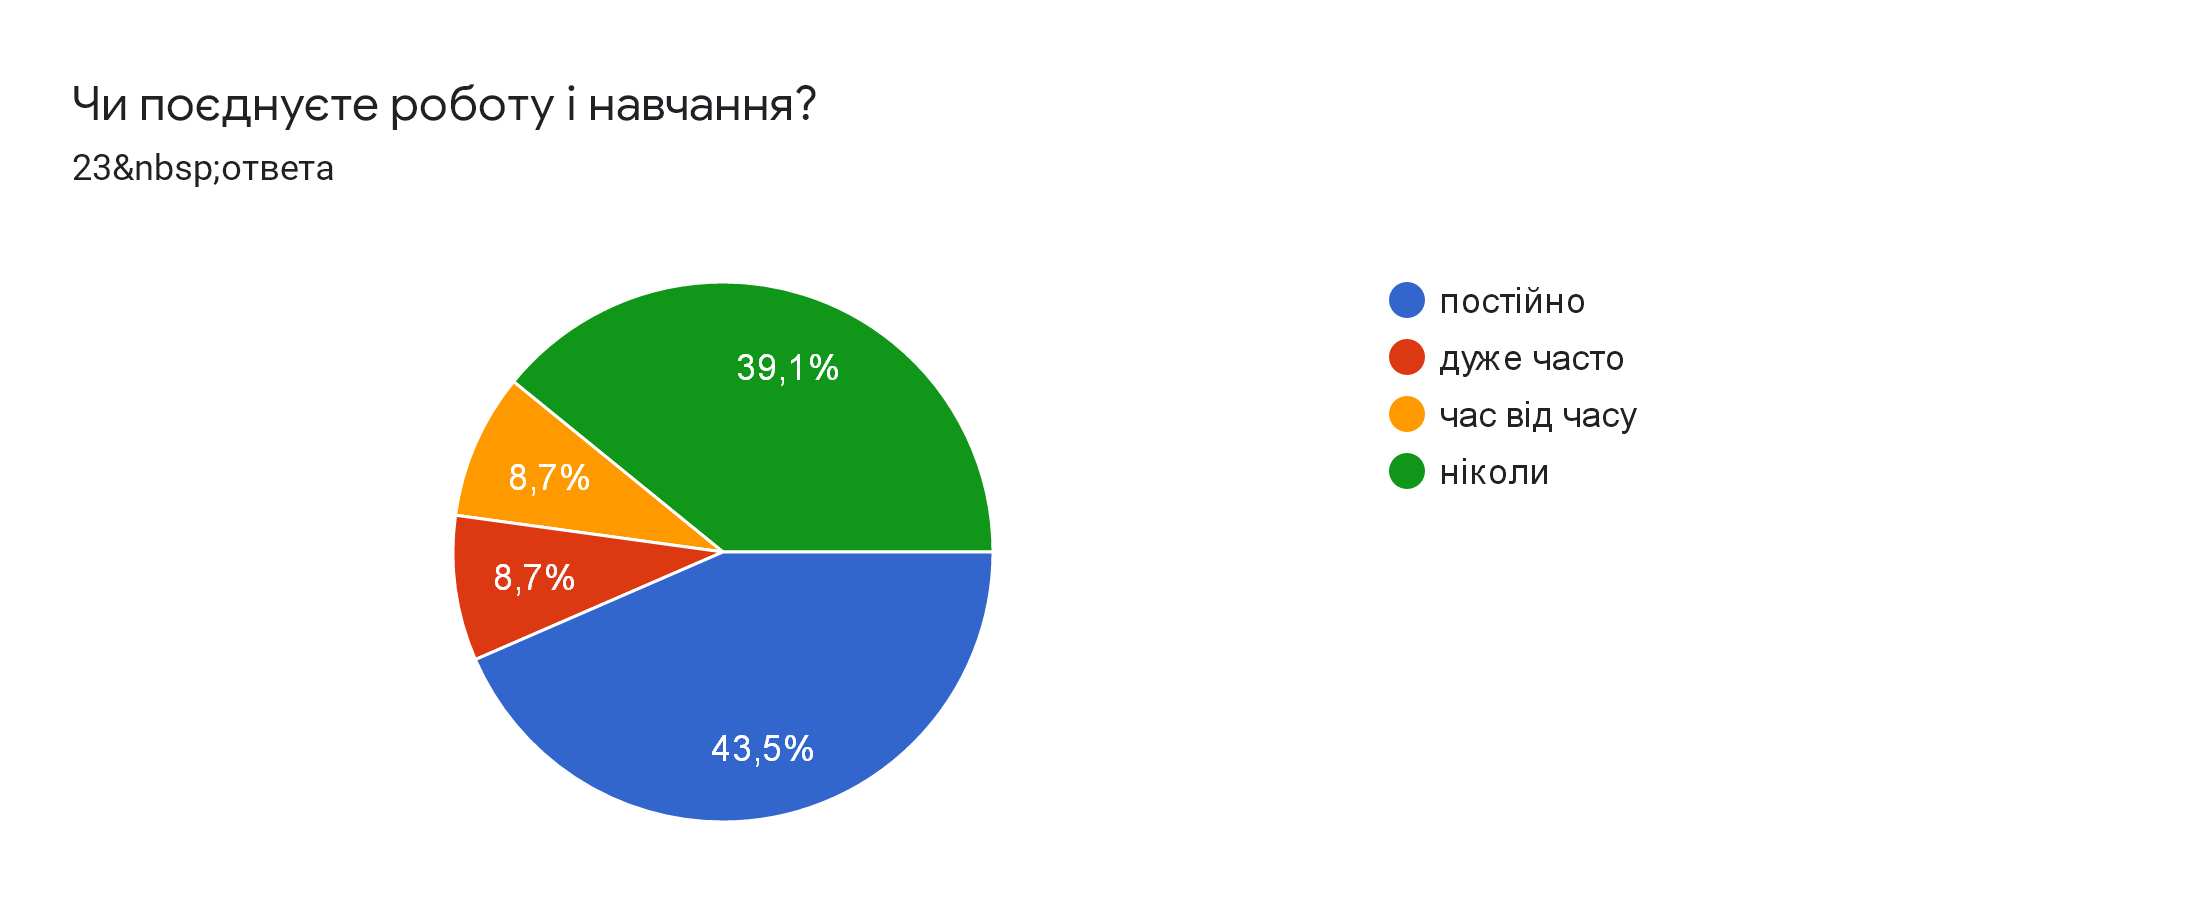 Чи поєднуєте роботу і навчання?
23&nbsp;ответа
39,1%
8,7%
8,7%
43,5%
постійно
дуже часто
час від часу
ніколи